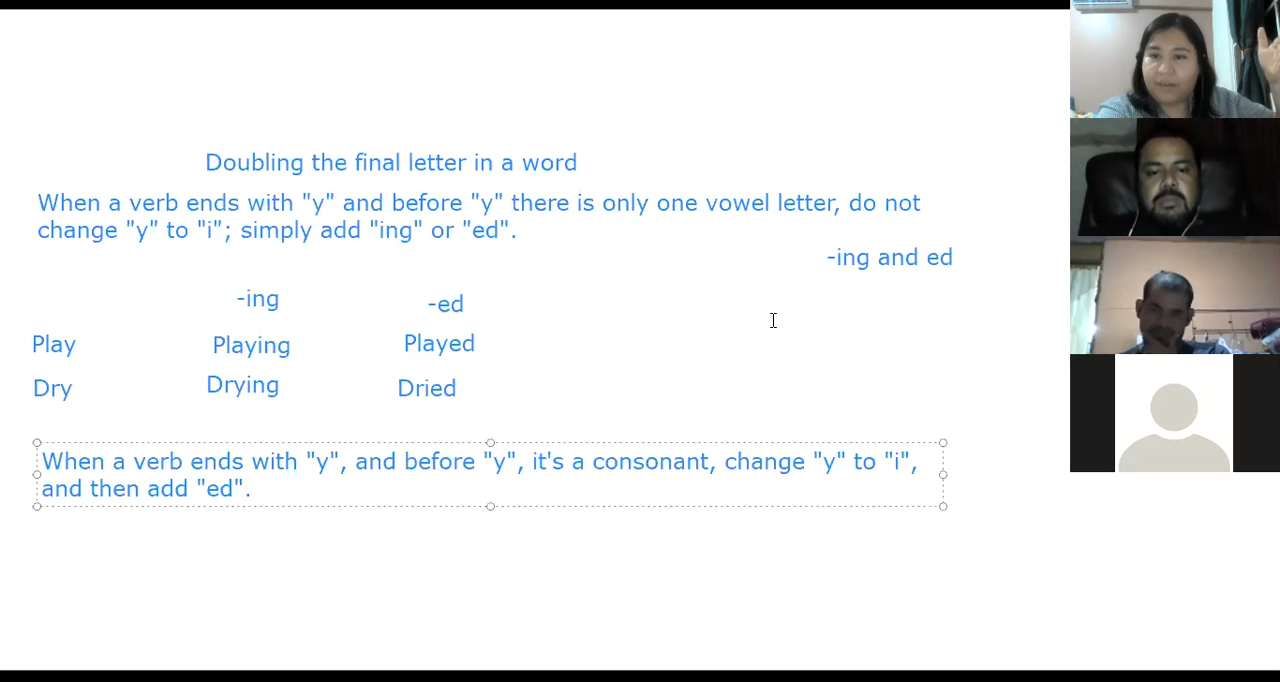 Doubling the final letter in a word
When a verb ends with "y" and before "y" there is only one vowel letter, do not
change "y" to "i"; simply add "ing" or "ed".
-ing and ed
-ing -ed
Play Playing Played
Dry Drying Dried
When a verb ends with "y", and before "y", it's a consonant, change "y" to "i",
and then add "ed".